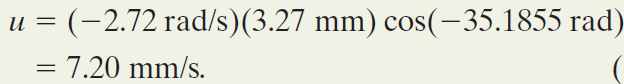 u = (−2.72 rad/s)(3.27 mm) cos(−35.1855 rad)
= 7.20 mm/s. (